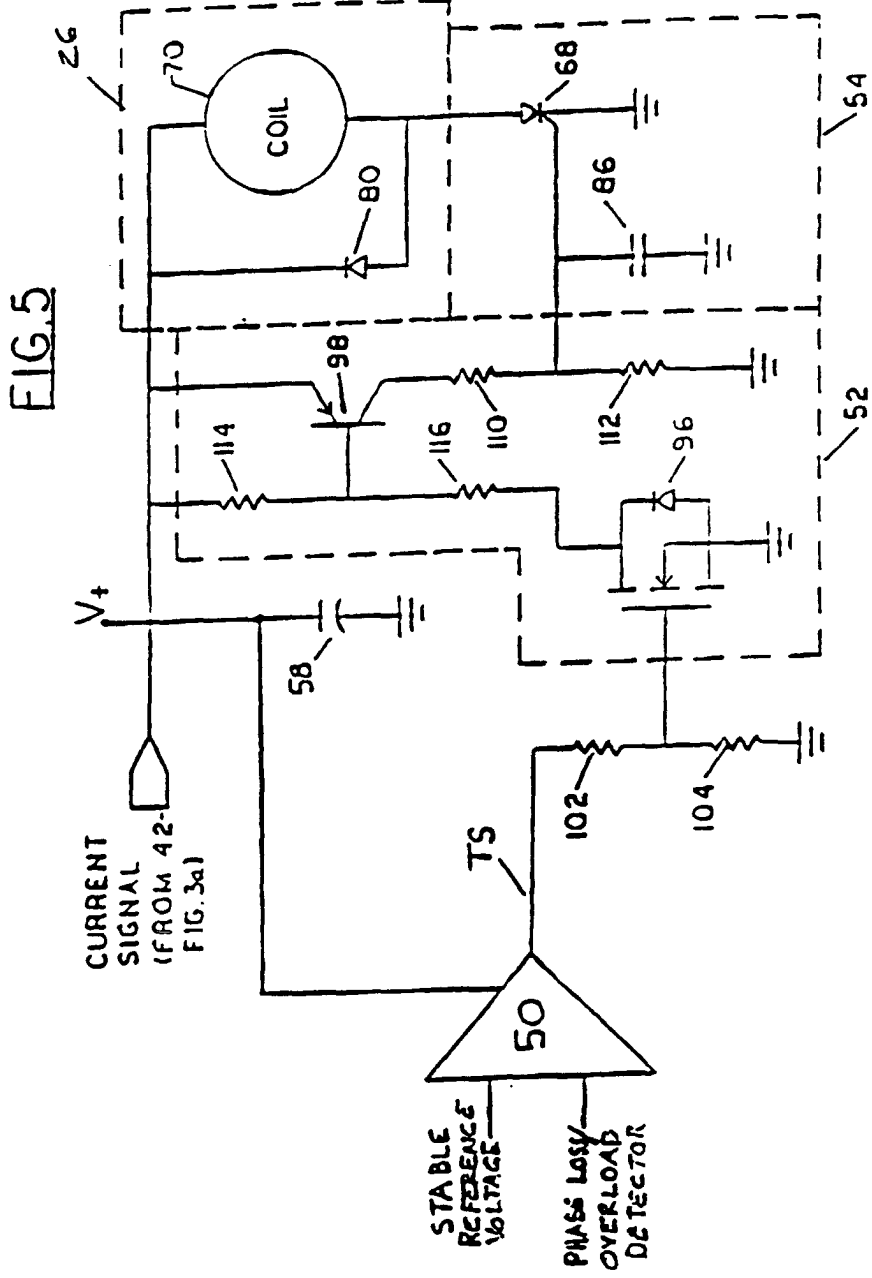 FIG. 5
CURRENT
SIGNAL
(FROM 42-
FIG. 3a)
V+
26
70
COIL
80
68
114
98
58
116
110
86
112
54
52
96
TS
102
104
50
STABLE
REFERENCE
VOLTAGE
PHASE LOSS/
OVERLOAD
DETECTOR